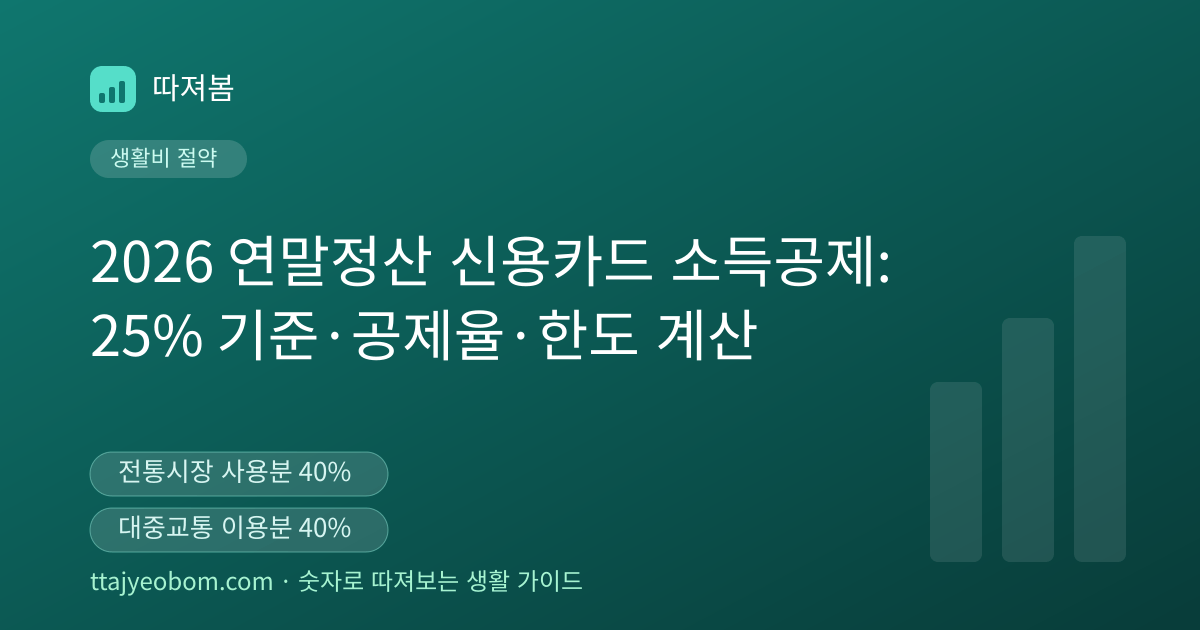 따져봄
생활비 절약
2026 연말정산 신용카드 소득공제:
25% 기준·공제율·한도 계산
전통시장 사용분 40%
대중교통 이용분 40%
ttajyeobom.com · 숫자로 따져보는 생활 가이드